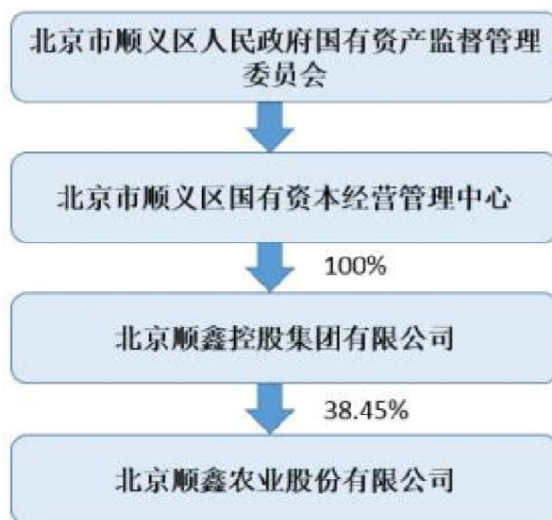 北京市顺义区人民政府国有资产监督管理
委员会
北京市顺义区国有资本经营管理中心
100%
北京顺鑫控股集团有限公司
38.45%
北京顺鑫农业股份有限公司